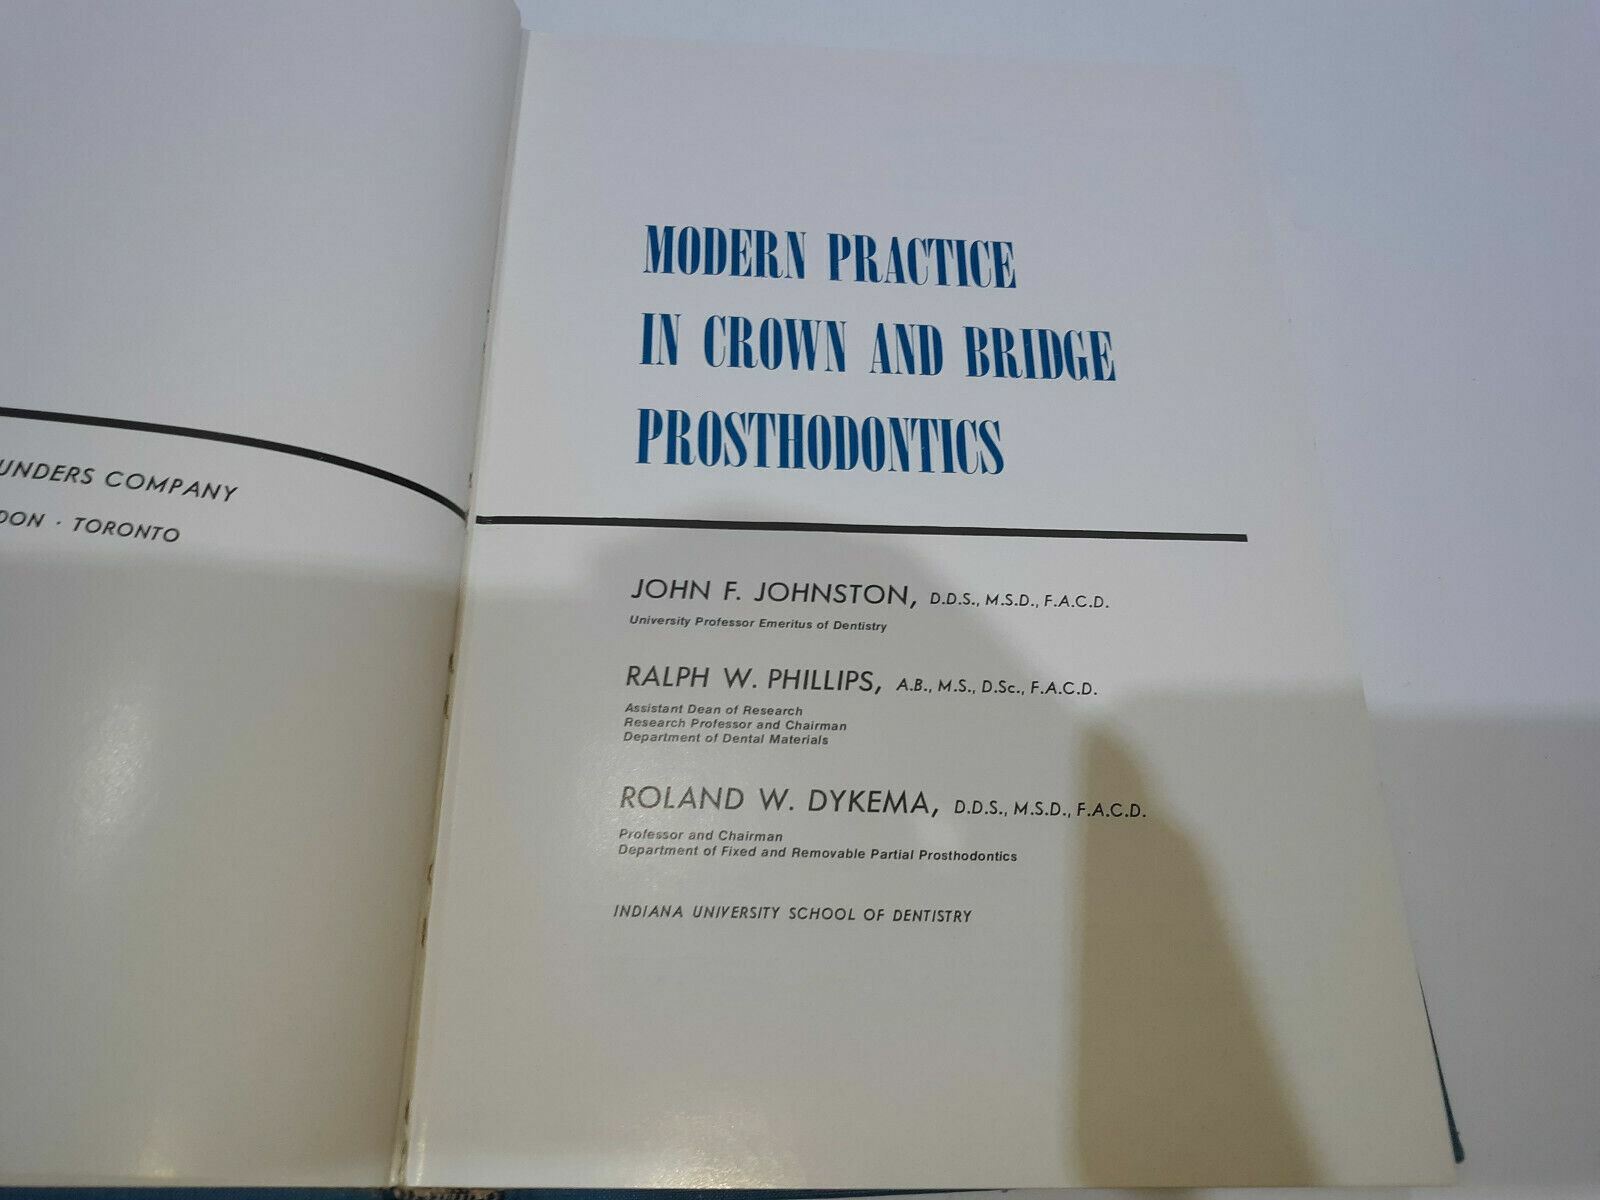 UNDERS COMPANY
DON · TORONTO
MODERN PRACTICE
IN CROWN AND BRIDGE
PROSTHODONTICS
JOHN F. JOHNSTON, D.D.S., M.S.D., F.A.C.D.
University Professor Emeritus of Dentistry
RALPH W. PHILLIPS, A.B., M.S., D.Sc., F.A.C.D.
Assistant Dean of Research
Research Professor and Chairman
Department of Dental Materials
ROLAND W. DYKEMA, D.D.S., M.S.D., F.A.C.D.
Professor and Chairman
Department of Fixed and Removable Partial Prosthodontics
INDIANA UNIVERSITY SCHOOL OF DENTISTRY